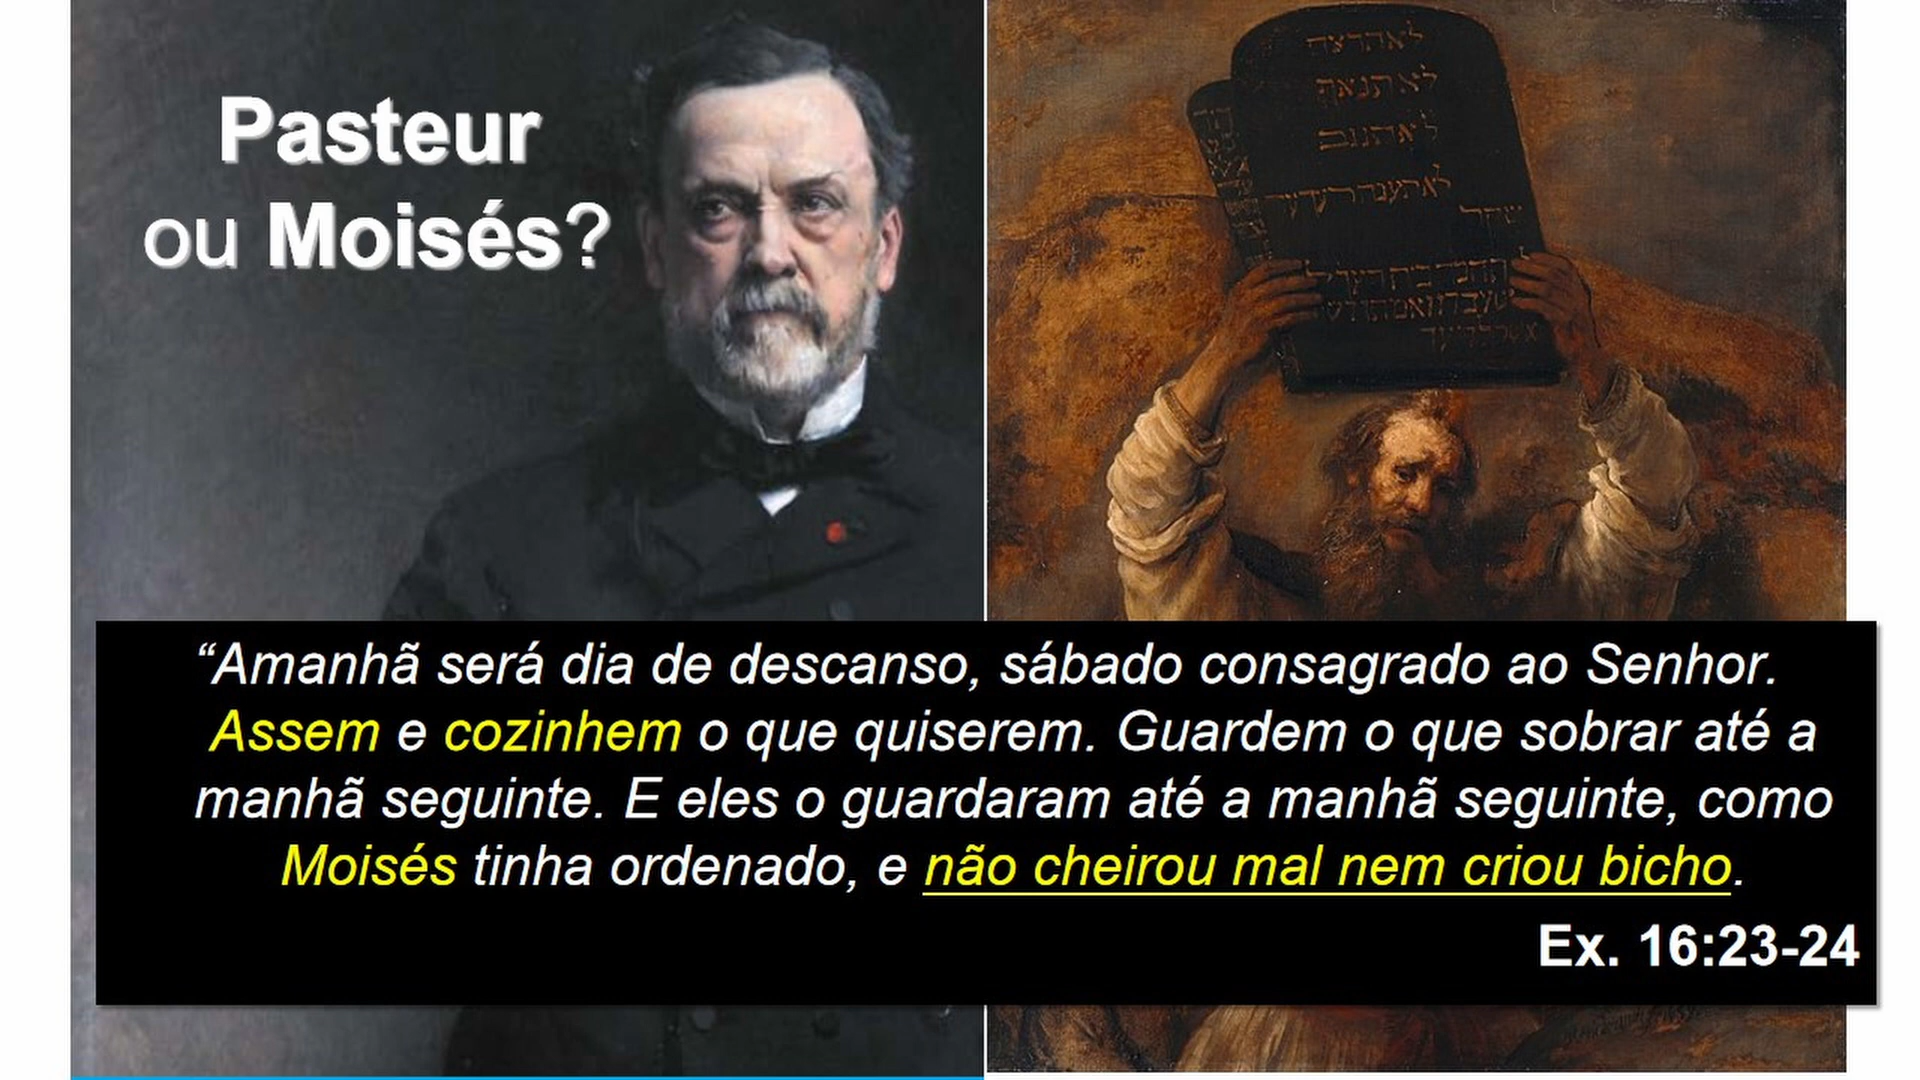 Pasteur
ou Moisés?
“Amanhã será dia de descanso, sábado consagrado ao Senhor.
Assem e cozinhem o que quiserem. Guardem o que sobrar até a
manhã seguinte. E eles o guardaram até a manhã seguinte, como
Moisés tinha ordenado, e não cheirou mal nem criou bicho.
Ex. 16:23-24